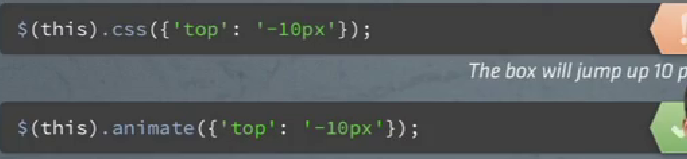 $(this).css({'top': '-10px'});
The box will jump up 10 p
$(this).animate({'top': '-10px'});